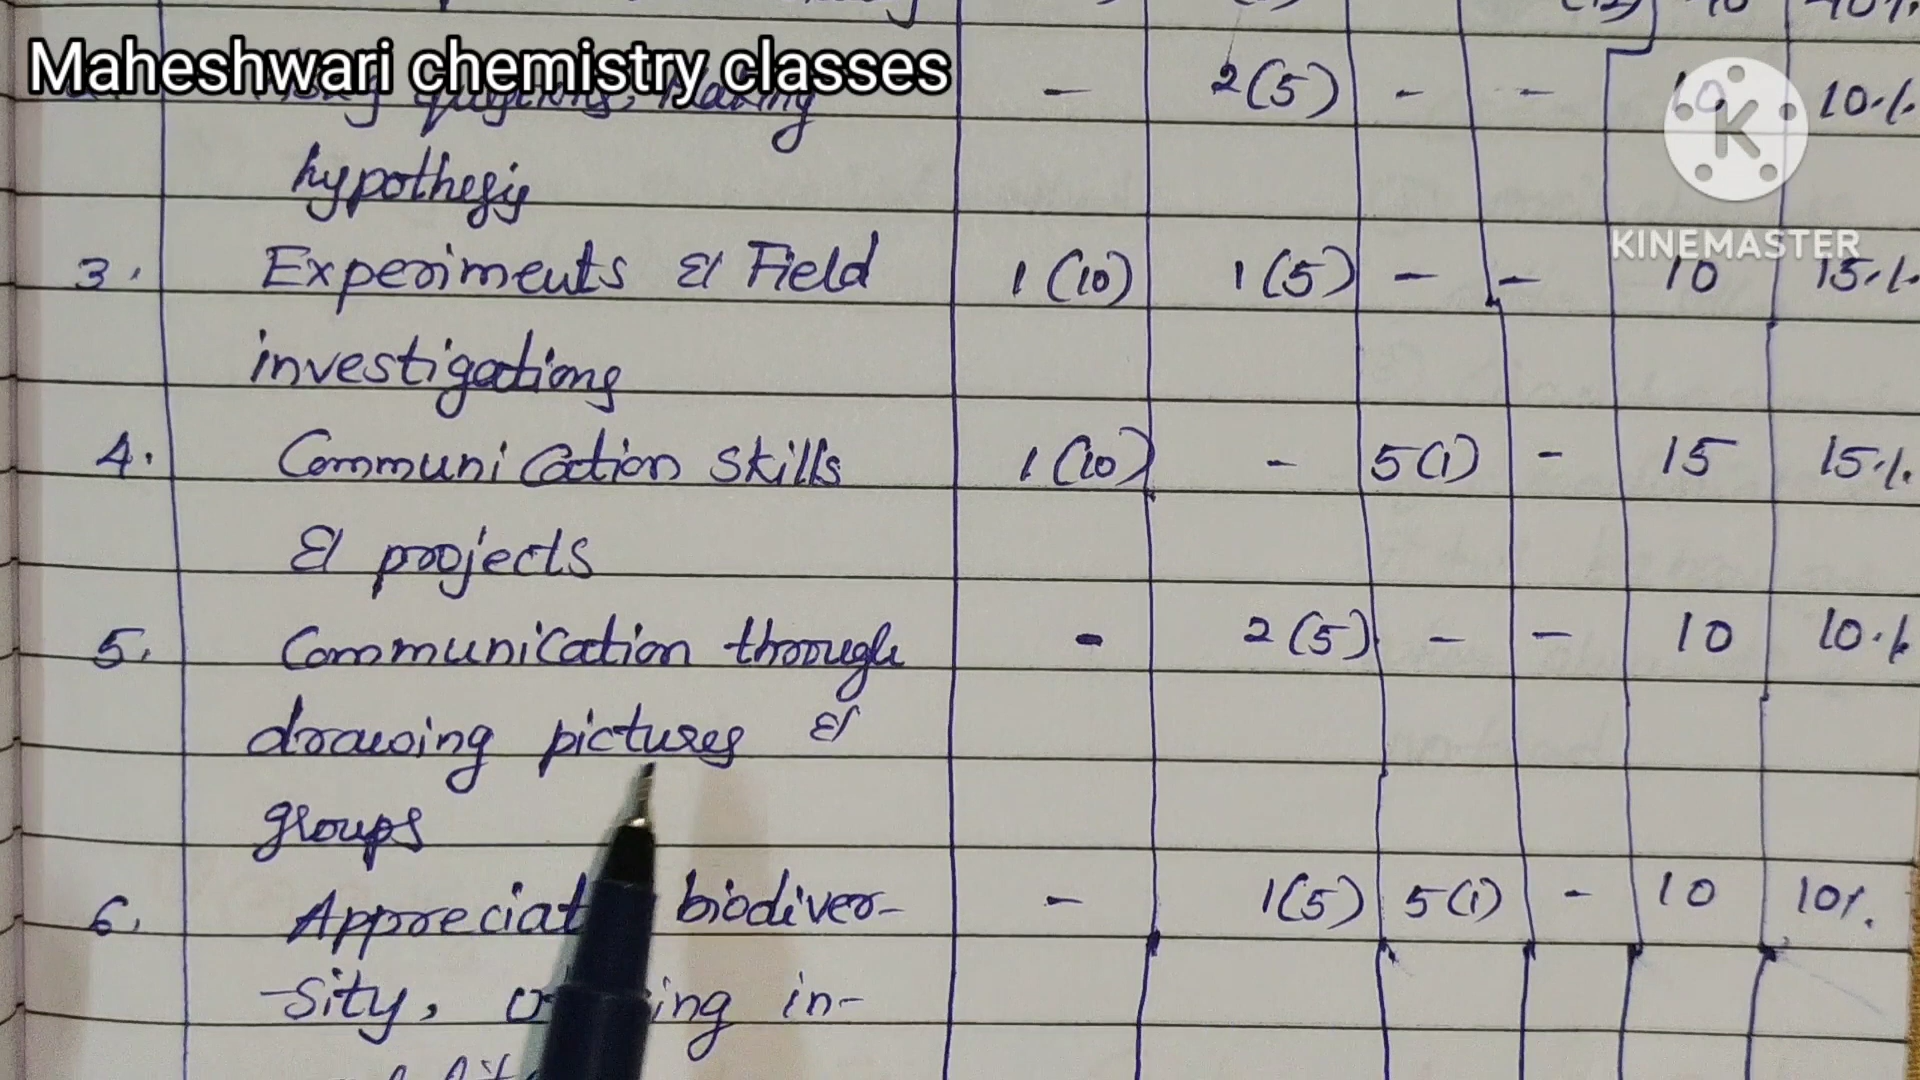 Maheshwari chemistry classes
- 2(5) - - 10 10.%
hypothesis
KINEMASTER
3. Experiments & Field 1(10) 1(5) - - 10 15.%
investigations
4. Communication skills 1(10) - 5(1) - 15 15.%
& projects
5. Communication through - 2(5) - - 10 10.%
drawing pictures &
groups
6. biodiver- - 1(5) 5(1) - 10 10%.
-sity, in-